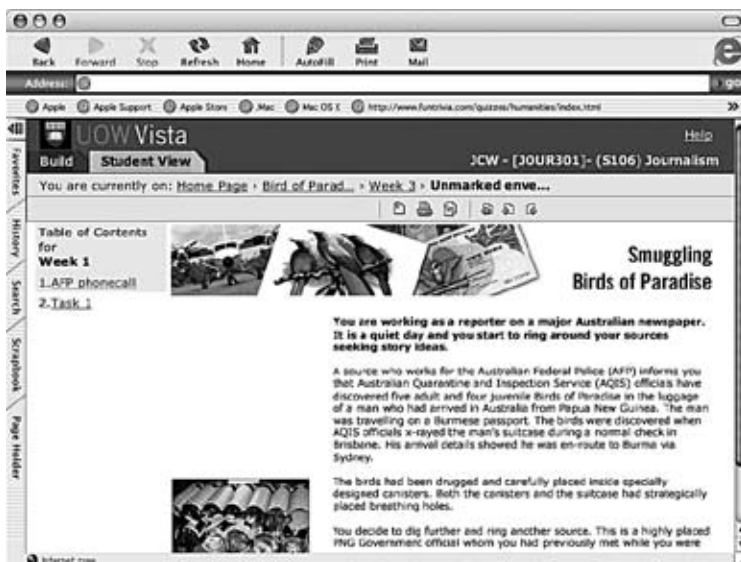 Back Forward Stop Refresh Home AutoFill Print Mail
Address: go
Apple Apple Support Apple Store .Mac Mac OS X http://www.funtrivia.com/quizzes/humanities/index.html
UOW Vista Help
Build Student View JCW - [JOUR301]- (S106) Journalism
You are currently on: Home Page › Bird of Parad... › Week 3 › Unmarked enve...
Favorites
History
Search
Scrapbook
Page Holder
Table of Contents
for
Week 1
1.AFP phonecall
2.Task 1
Smuggling
Birds of Paradise
You are working as a reporter on a major Australian newspaper.
It is a quiet day and you start to ring around your sources
seeking story ideas.
A source who works for the Australian Federal Police (AFP) informs you
that Australian Quarantine and Inspection Service (AQIS) officials have
discovered five adult and four juvenile Birds of Paradise in the luggage
of a man who had arrived in Australia from Papua New Guinea. The man
was travelling on a Burmese passport. The birds were discovered when
AQIS officials x-rayed the man's suitcase during a normal check in
Brisbane. His arrival details showed he was en-route to Burma via
Sydney.
The birds had been drugged and carefully placed inside specially
designed canisters. Both the canisters and the suitcase had strategically
placed breathing holes.
You decide to dig further and ring another source. This is a highly placed
PNG Government official whom you had previously met while you were
Internet zone